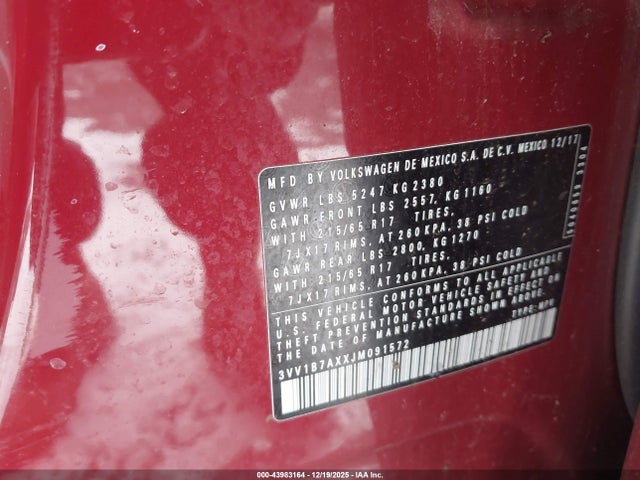 MFD BY VOLKSWAGEN DE MEXICO S.A. DE C.V. MEXICO 12/17
GVWR LBS 5247 KG 2380
GAWR FRONT LBS 2557, KG 1160
WITH 215/65 R17 TIRES,
7JX17 RIMS, AT 260 KPA, 38 PSI COLD
GAWR REAR LBS 2800, KG 1270
WITH 215/65 R17 TIRES,
7JX17 RIMS, AT 260 KPA, 38 PSI COLD
THIS VEHICLE CONFORMS TO ALL APPLICABLE
U.S. FEDERAL MOTOR VEHICLE SAFETY AND
THEFT PREVENTION STANDARDS IN EFFECT ON
THE DATE OF MANUFACTURE SHOWN ABOVE.
TYPE: MPV
3VV1B7AXXJM091572
000-43983164 - 12/19/2025 - IAA Inc.